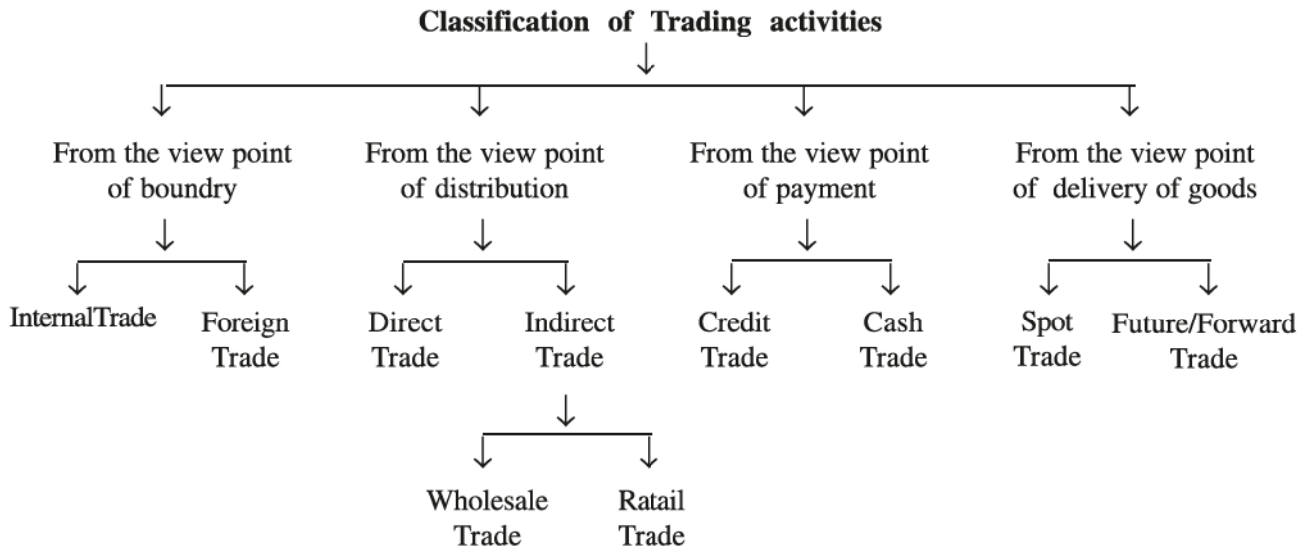 Classification of Trading activities
From the view point
of boundry
From the view point
of distribution
From the view point
of payment
From the view point
of delivery of goods
InternalTrade
Foreign
Trade
Direct
Trade
Indirect
Trade
Credit
Trade
Cash
Trade
Spot
Trade
Future/Forward
Trade
Wholesale
Trade
Ratail
Trade